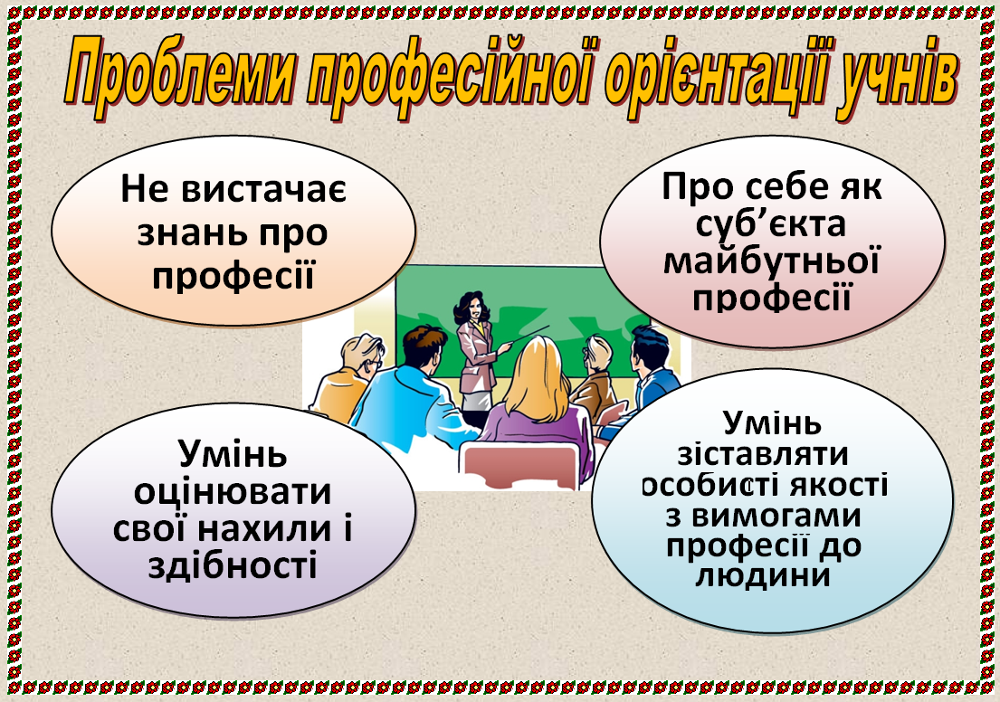 Проблеми професійної орієнтації учнів
Не вистачає
знань про
професії
Про себе як
суб’єкта
майбутньої
професії
Умінь
оцінювати
свої нахили і
здібності
Умінь
зіставляти
особисті якості
з вимогами
професії до
людини